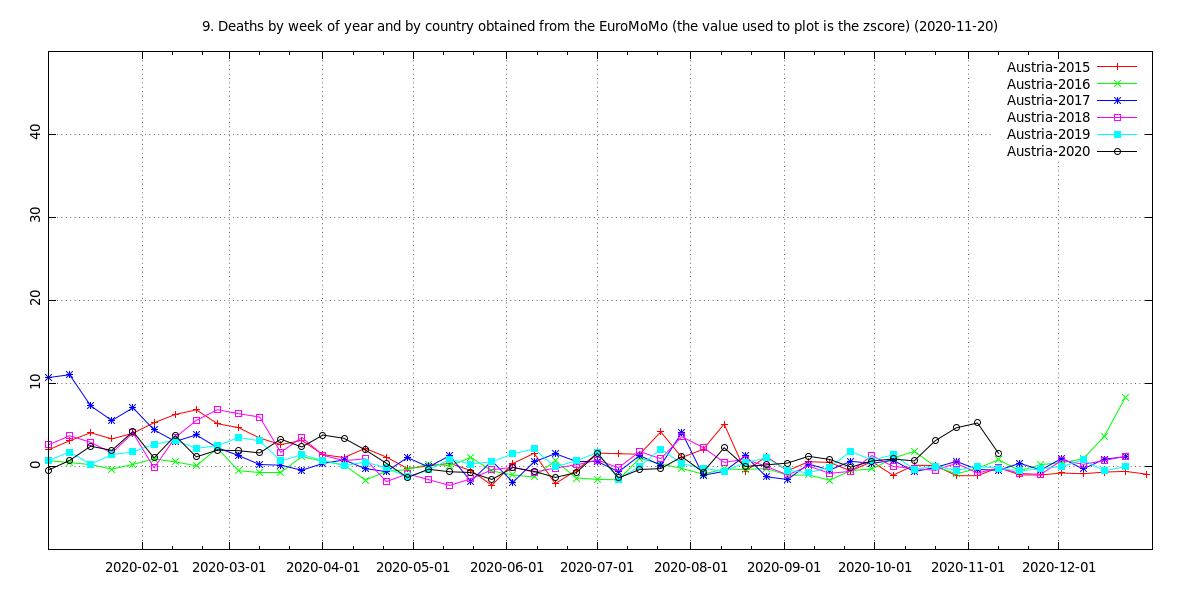 9. Deaths by week of year and by country obtained from the EuroMoMo (the value used to plot is the zscore) (2020-11-20)
Austria-2015
Austria-2016
Austria-2017
Austria-2018
Austria-2019
Austria-2020
40
30
20
10
0
2020-02-01 2020-03-01 2020-04-01 2020-05-01 2020-06-01 2020-07-01 2020-08-01 2020-09-01 2020-10-01 2020-11-01 2020-12-01